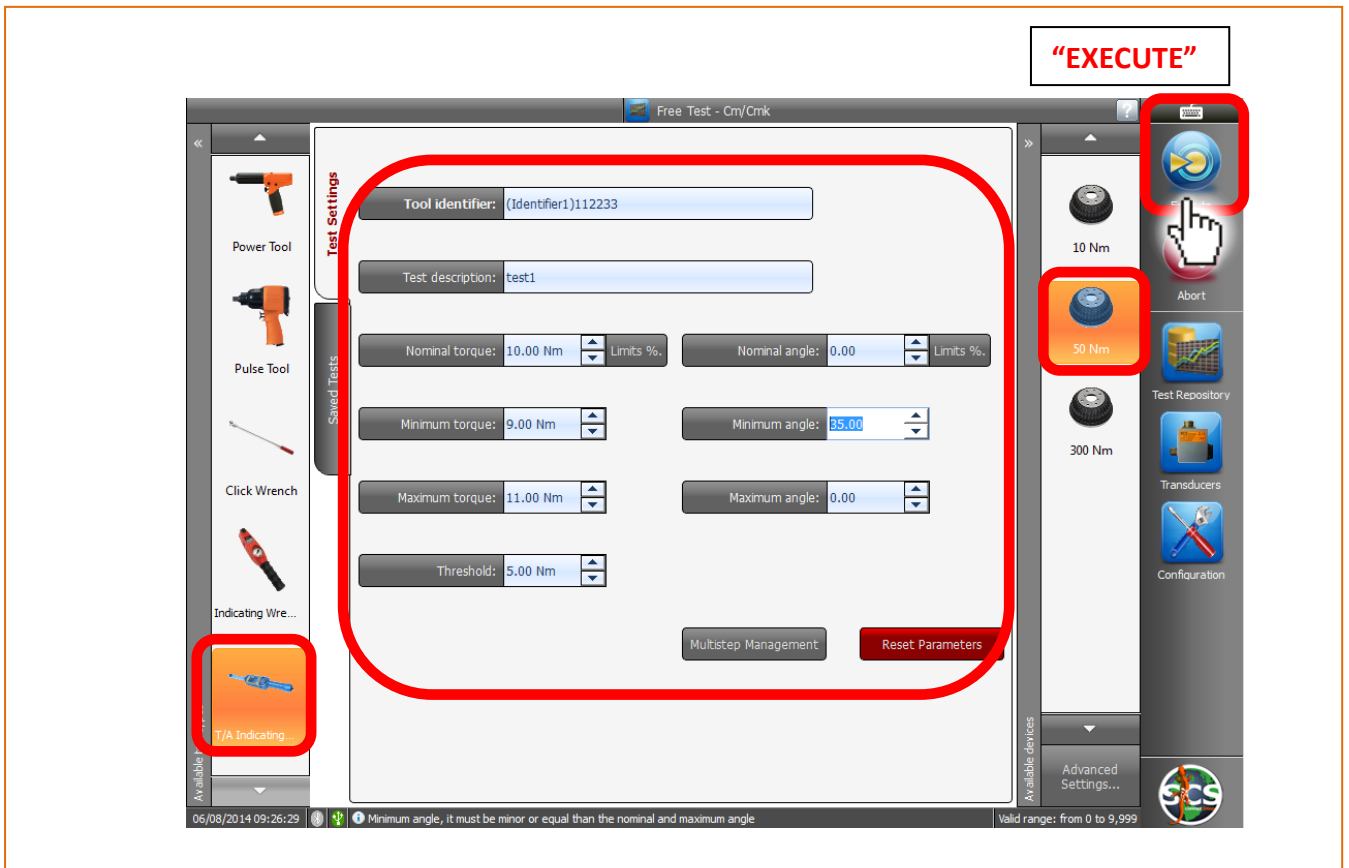 “EXECUTE”
Free Test - Cm/Cmk
?
«
»
Power Tool
Pulse Tool
Click Wrench
Indicating Wre...
T/A Indicating...
Available
Test Settings
Saved Tests
Tool identifier: (Identifier1)112233
Test description: test1
Nominal torque: 10.00 Nm Limits %. Nominal angle: 0.00 Limits %.
Minimum torque: 9.00 Nm Minimum angle: 35.00
Maximum torque: 11.00 Nm Maximum angle: 0.00
Threshold: 5.00 Nm
Multistep Management Reset Parameters
10 Nm
50 Nm
300 Nm
Available devices
Advanced
Settings...
Abort
Test Repository
Transducers
Configuration
SCS
06/08/2014 09:26:29 Minimum angle, it must be minor or equal than the nominal and maximum angle Valid range: from 0 to 9,999